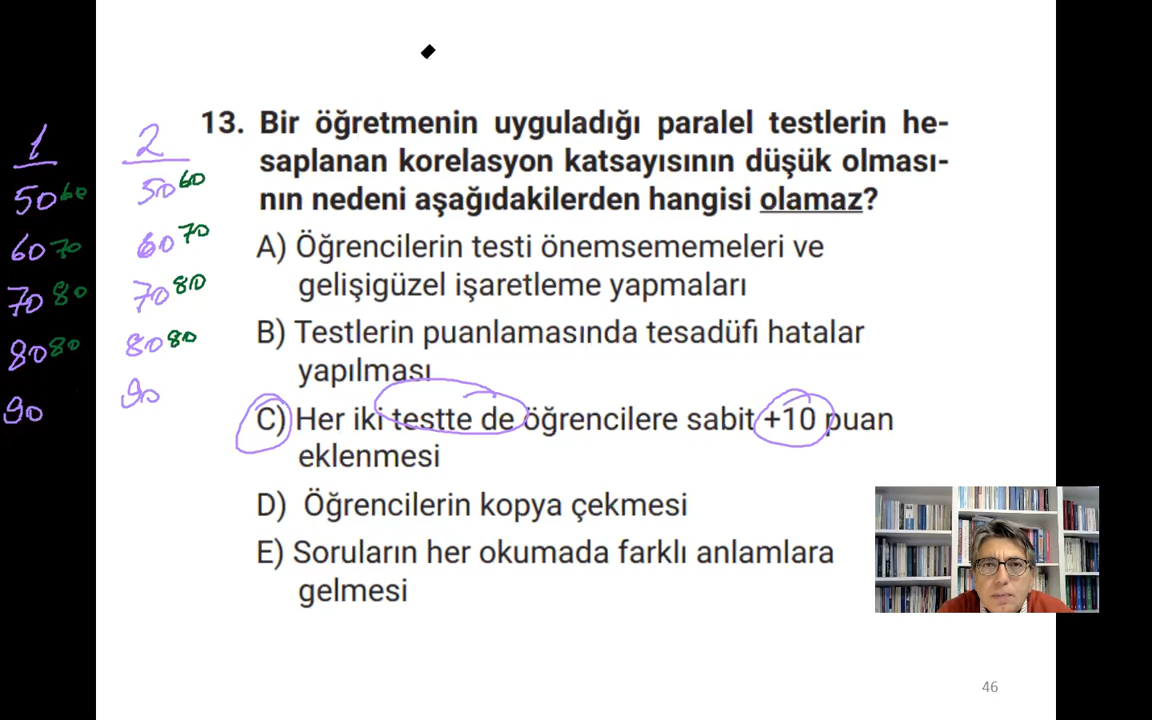 1 2
50 60 50 60
60 70 60 70
70 80 70 80
80 80 80 80
90 90
13. Bir öğretmenin uyguladığı paralel testlerin he-
saplanan korelasyon katsayısının düşük olması-
nın nedeni aşağıdakilerden hangisi olamaz?
A) Öğrencilerin testi önemsememeleri ve
gelişigüzel işaretleme yapmaları
B) Testlerin puanlamasında tesadüfi hatalar
yapılması
C) Her iki testte de öğrencilere sabit +10 puan
eklenmesi
D) Öğrencilerin kopya çekmesi
E) Soruların her okumada farklı anlamlara
gelmesi
46